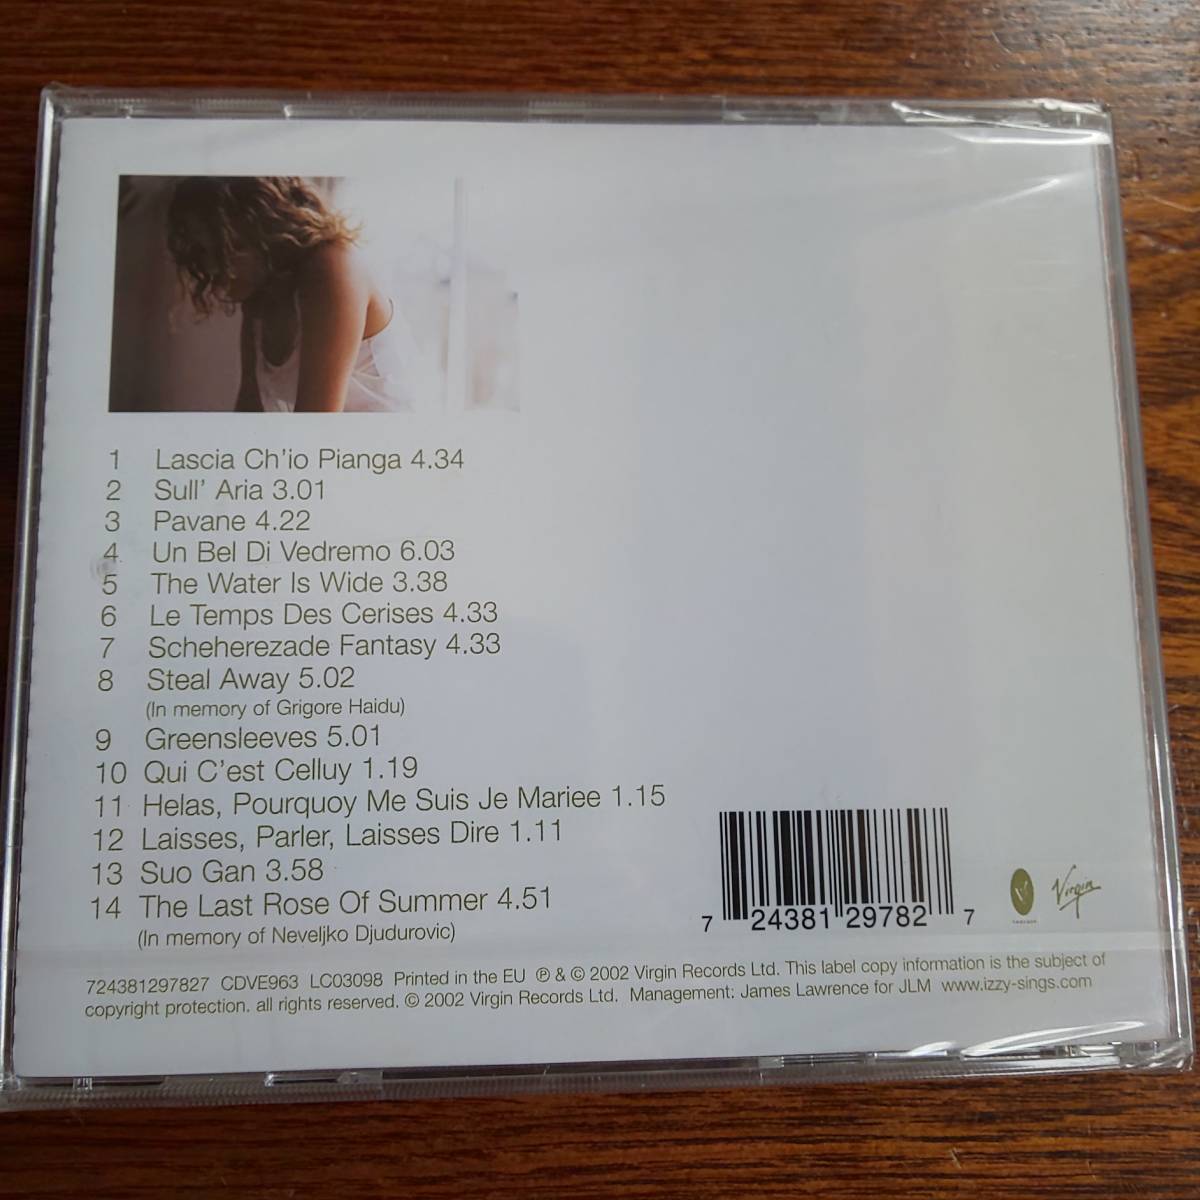 1 Lascia Ch'io Pianga 4.34
2 Sull' Aria 3.01
3 Pavane 4.22
4 Un Bel Di Vedremo 6.03
5 The Water Is Wide 3.38
6 Le Temps Des Cerises 4.33
7 Scheherezade Fantasy 4.33
8 Steal Away 5.02
(In memory of Grigore Haidu)
9 Greensleeves 5.01
10 Qui C'est Celluy 1.19
11 Helas, Pourquoy Me Suis Je Mariee 1.15
12 Laisses, Parler, Laisses Dire 1.11
13 Suo Gan 3.58
14 The Last Rose Of Summer 4.51
(In memory of Neveljko Djudurovic)
7 24381 29782 7
Virgin
724381297827 CDVE963 LC03098 Printed in the EU ℗ & © 2002 Virgin Records Ltd. This label copy information is the subject of
copyright protection. all rights reserved. © 2002 Virgin Records Ltd. Management: James Lawrence for JLM www.izzy-sings.com